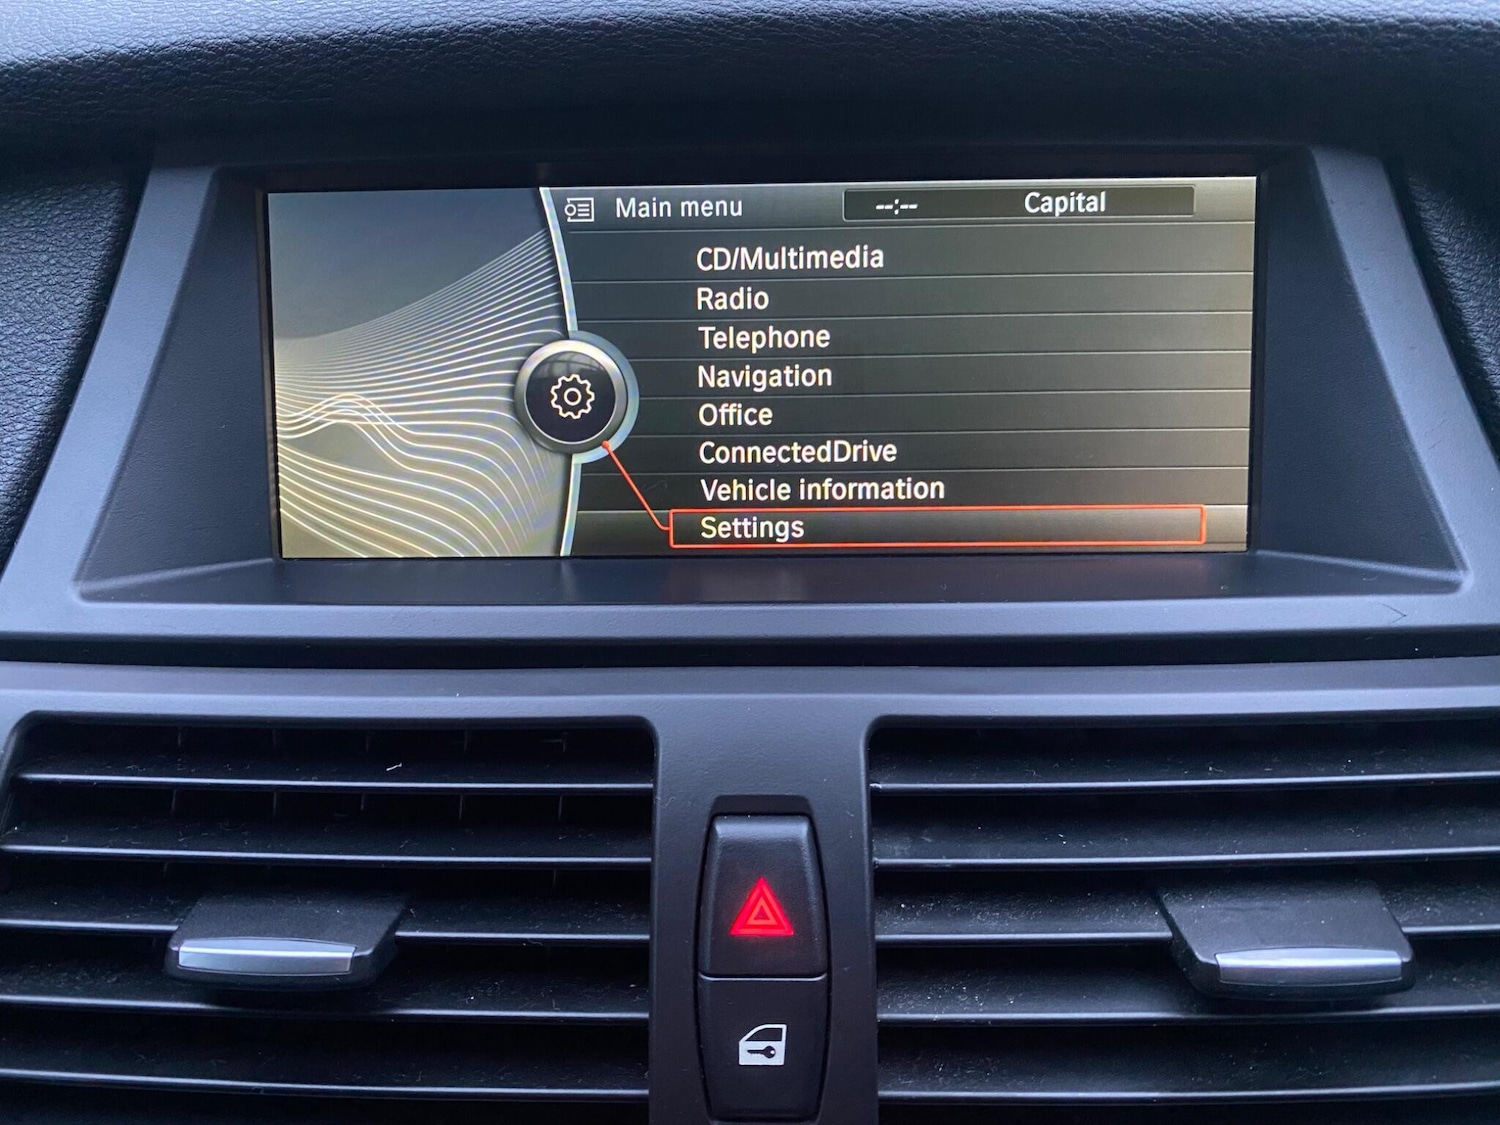 Main menu --:-- Capital
CD/Multimedia
Radio
Telephone
Navigation
Office
ConnectedDrive
Vehicle information
Settings